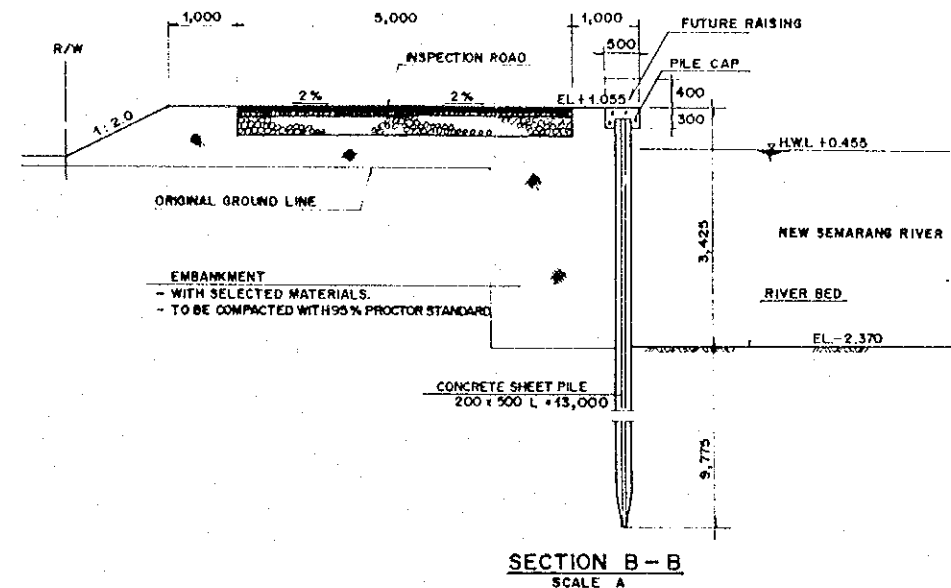 1,000
5,000
1,000
FUTURE RAISING
R/W
500
INSPECTION ROAD
PILE CAP
2%
2%
EL + 1.055
400
1:2.0
300
H.W.L +0.455
ORIGINAL GROUND LINE
3,425
NEW SEMARANG RIVER
EMBANKMENT
- WITH SELECTED MATERIALS.
- TO BE COMPACTED WITH 95% PROCTOR STANDARD
RIVER BED
EL.-2.370
CONCRETE SHEET PILE
200 x 500 L = 13,000
9,775
SECTION B-B
SCALE A